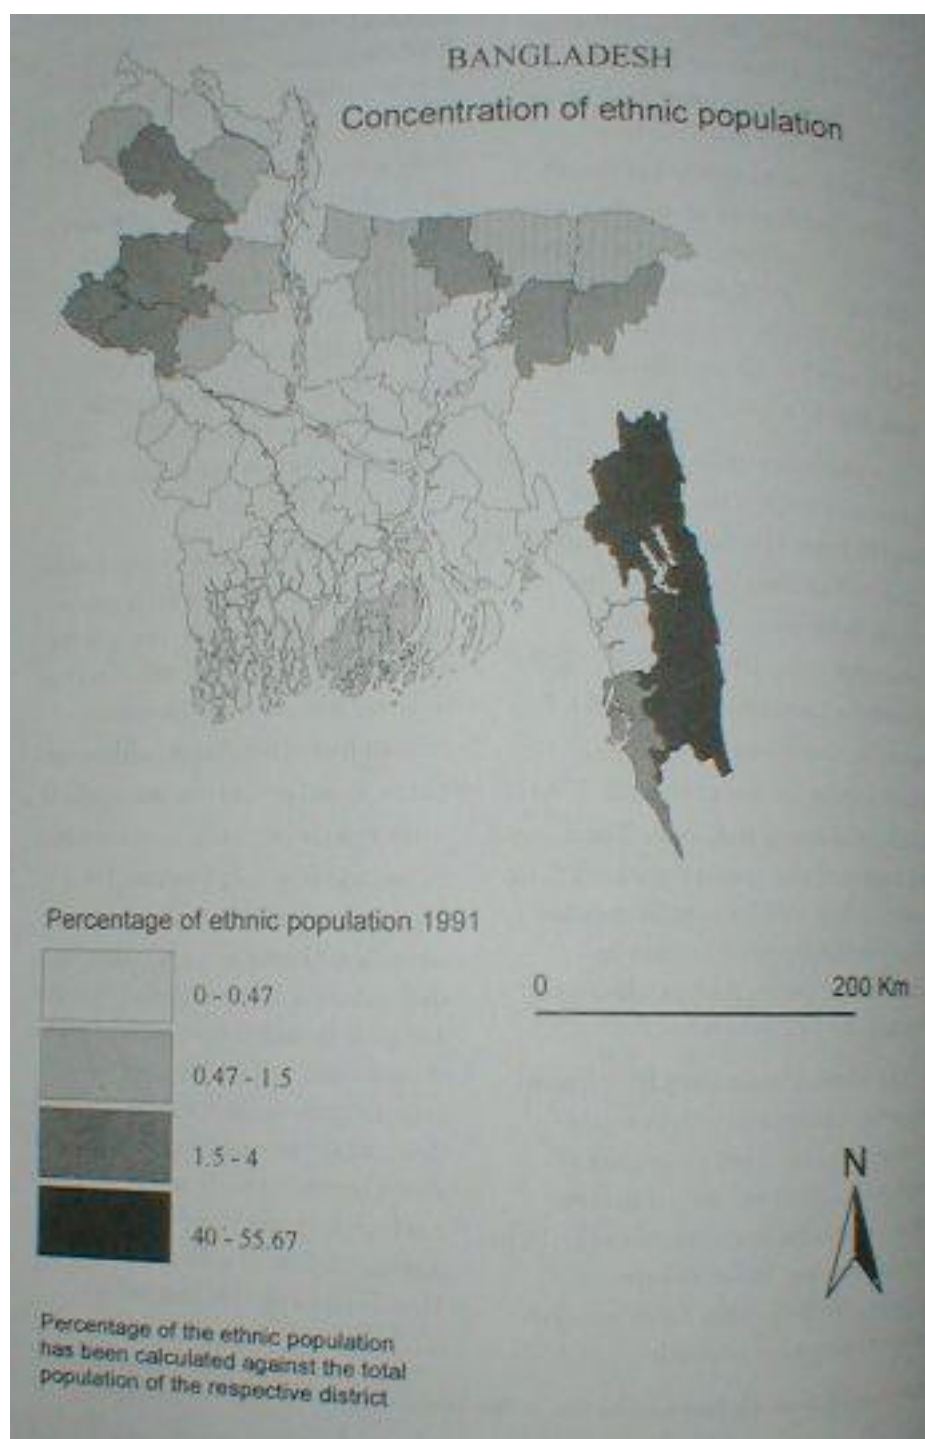 BANGLADESH
Concentration of ethnic population
Percentage of ethnic population 1991
0 - 0.47
0.47 - 1.5
1.5 - 4
40 - 55.67
0 200 Km
N
Percentage of the ethnic population
has been calculated against the total
population of the respective district